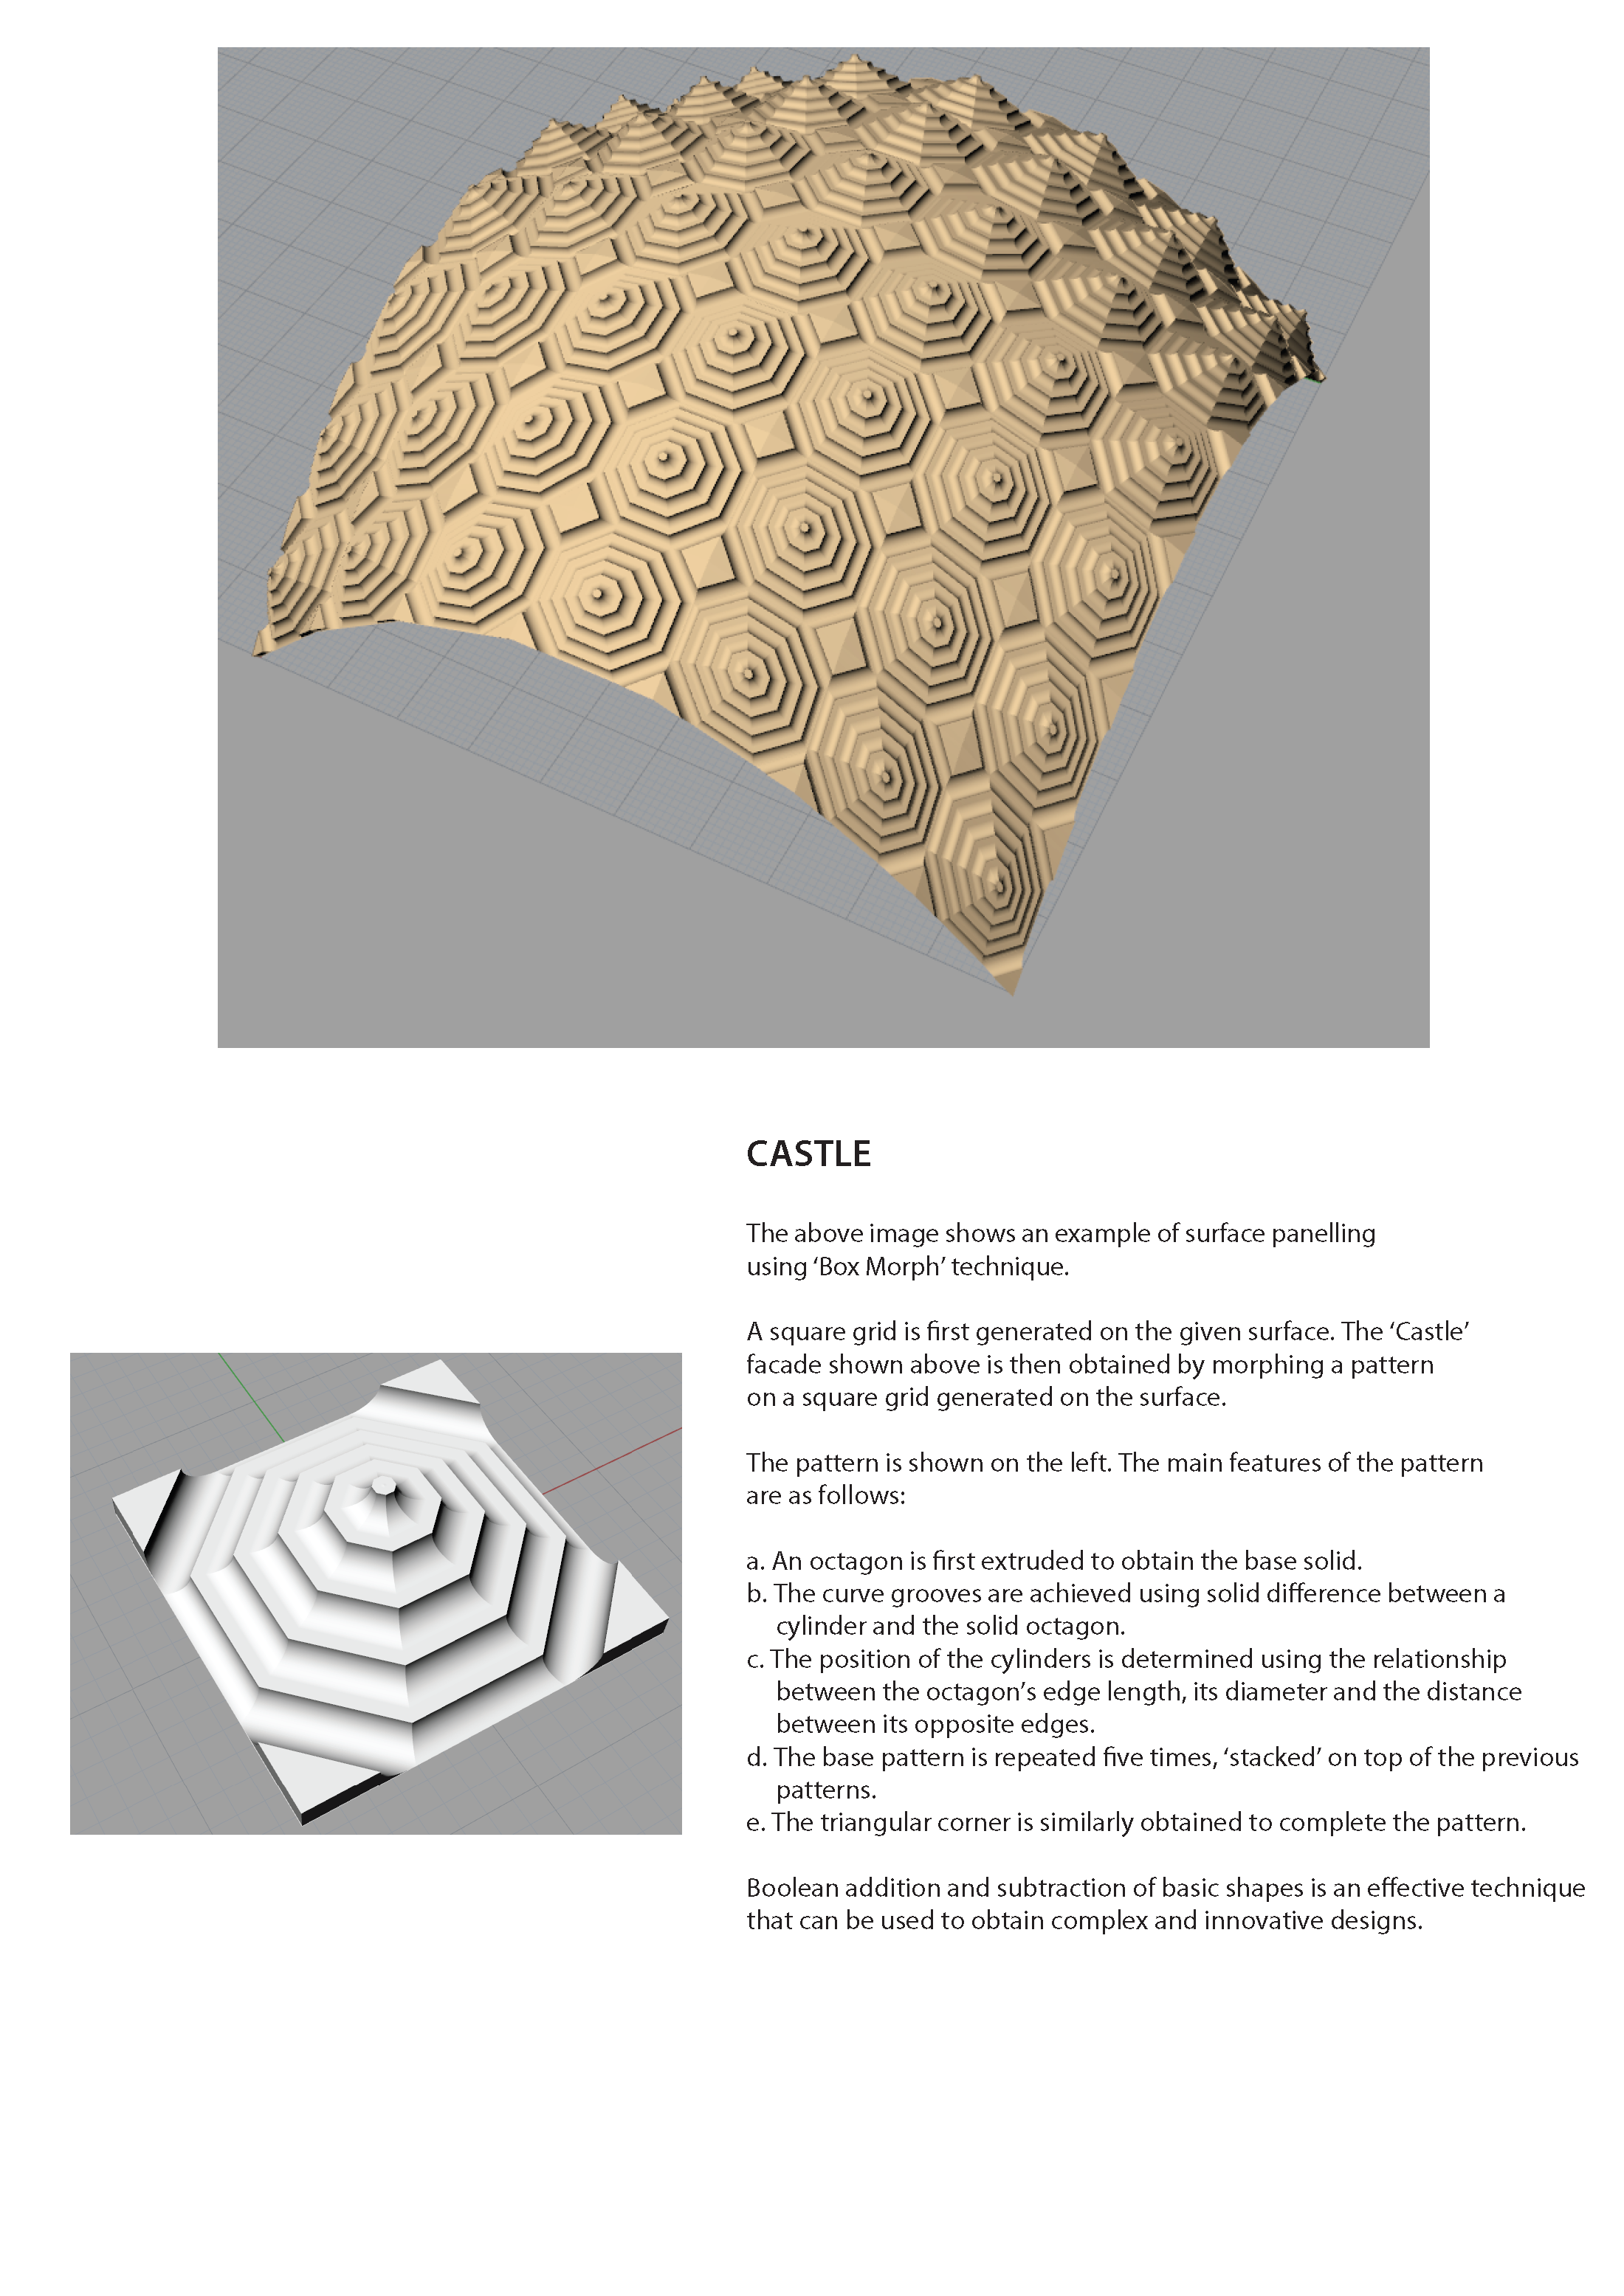 CASTLE
The above image shows an example of surface panelling
using ‘Box Morph’ technique.
A square grid is first generated on the given surface. The ‘Castle’
facade shown above is then obtained by morphing a pattern
on a square grid generated on the surface.
The pattern is shown on the left. The main features of the pattern
are as follows:
a. An octagon is first extruded to obtain the base solid.
b. The curve grooves are achieved using solid difference between a
cylinder and the solid octagon.
c. The position of the cylinders is determined using the relationship
between the octagon’s edge length, its diameter and the distance
between its opposite edges.
d. The base pattern is repeated five times, ‘stacked’ on top of the previous
patterns.
e. The triangular corner is similarly obtained to complete the pattern.
Boolean addition and subtraction of basic shapes is an effective technique
that can be used to obtain complex and innovative designs.